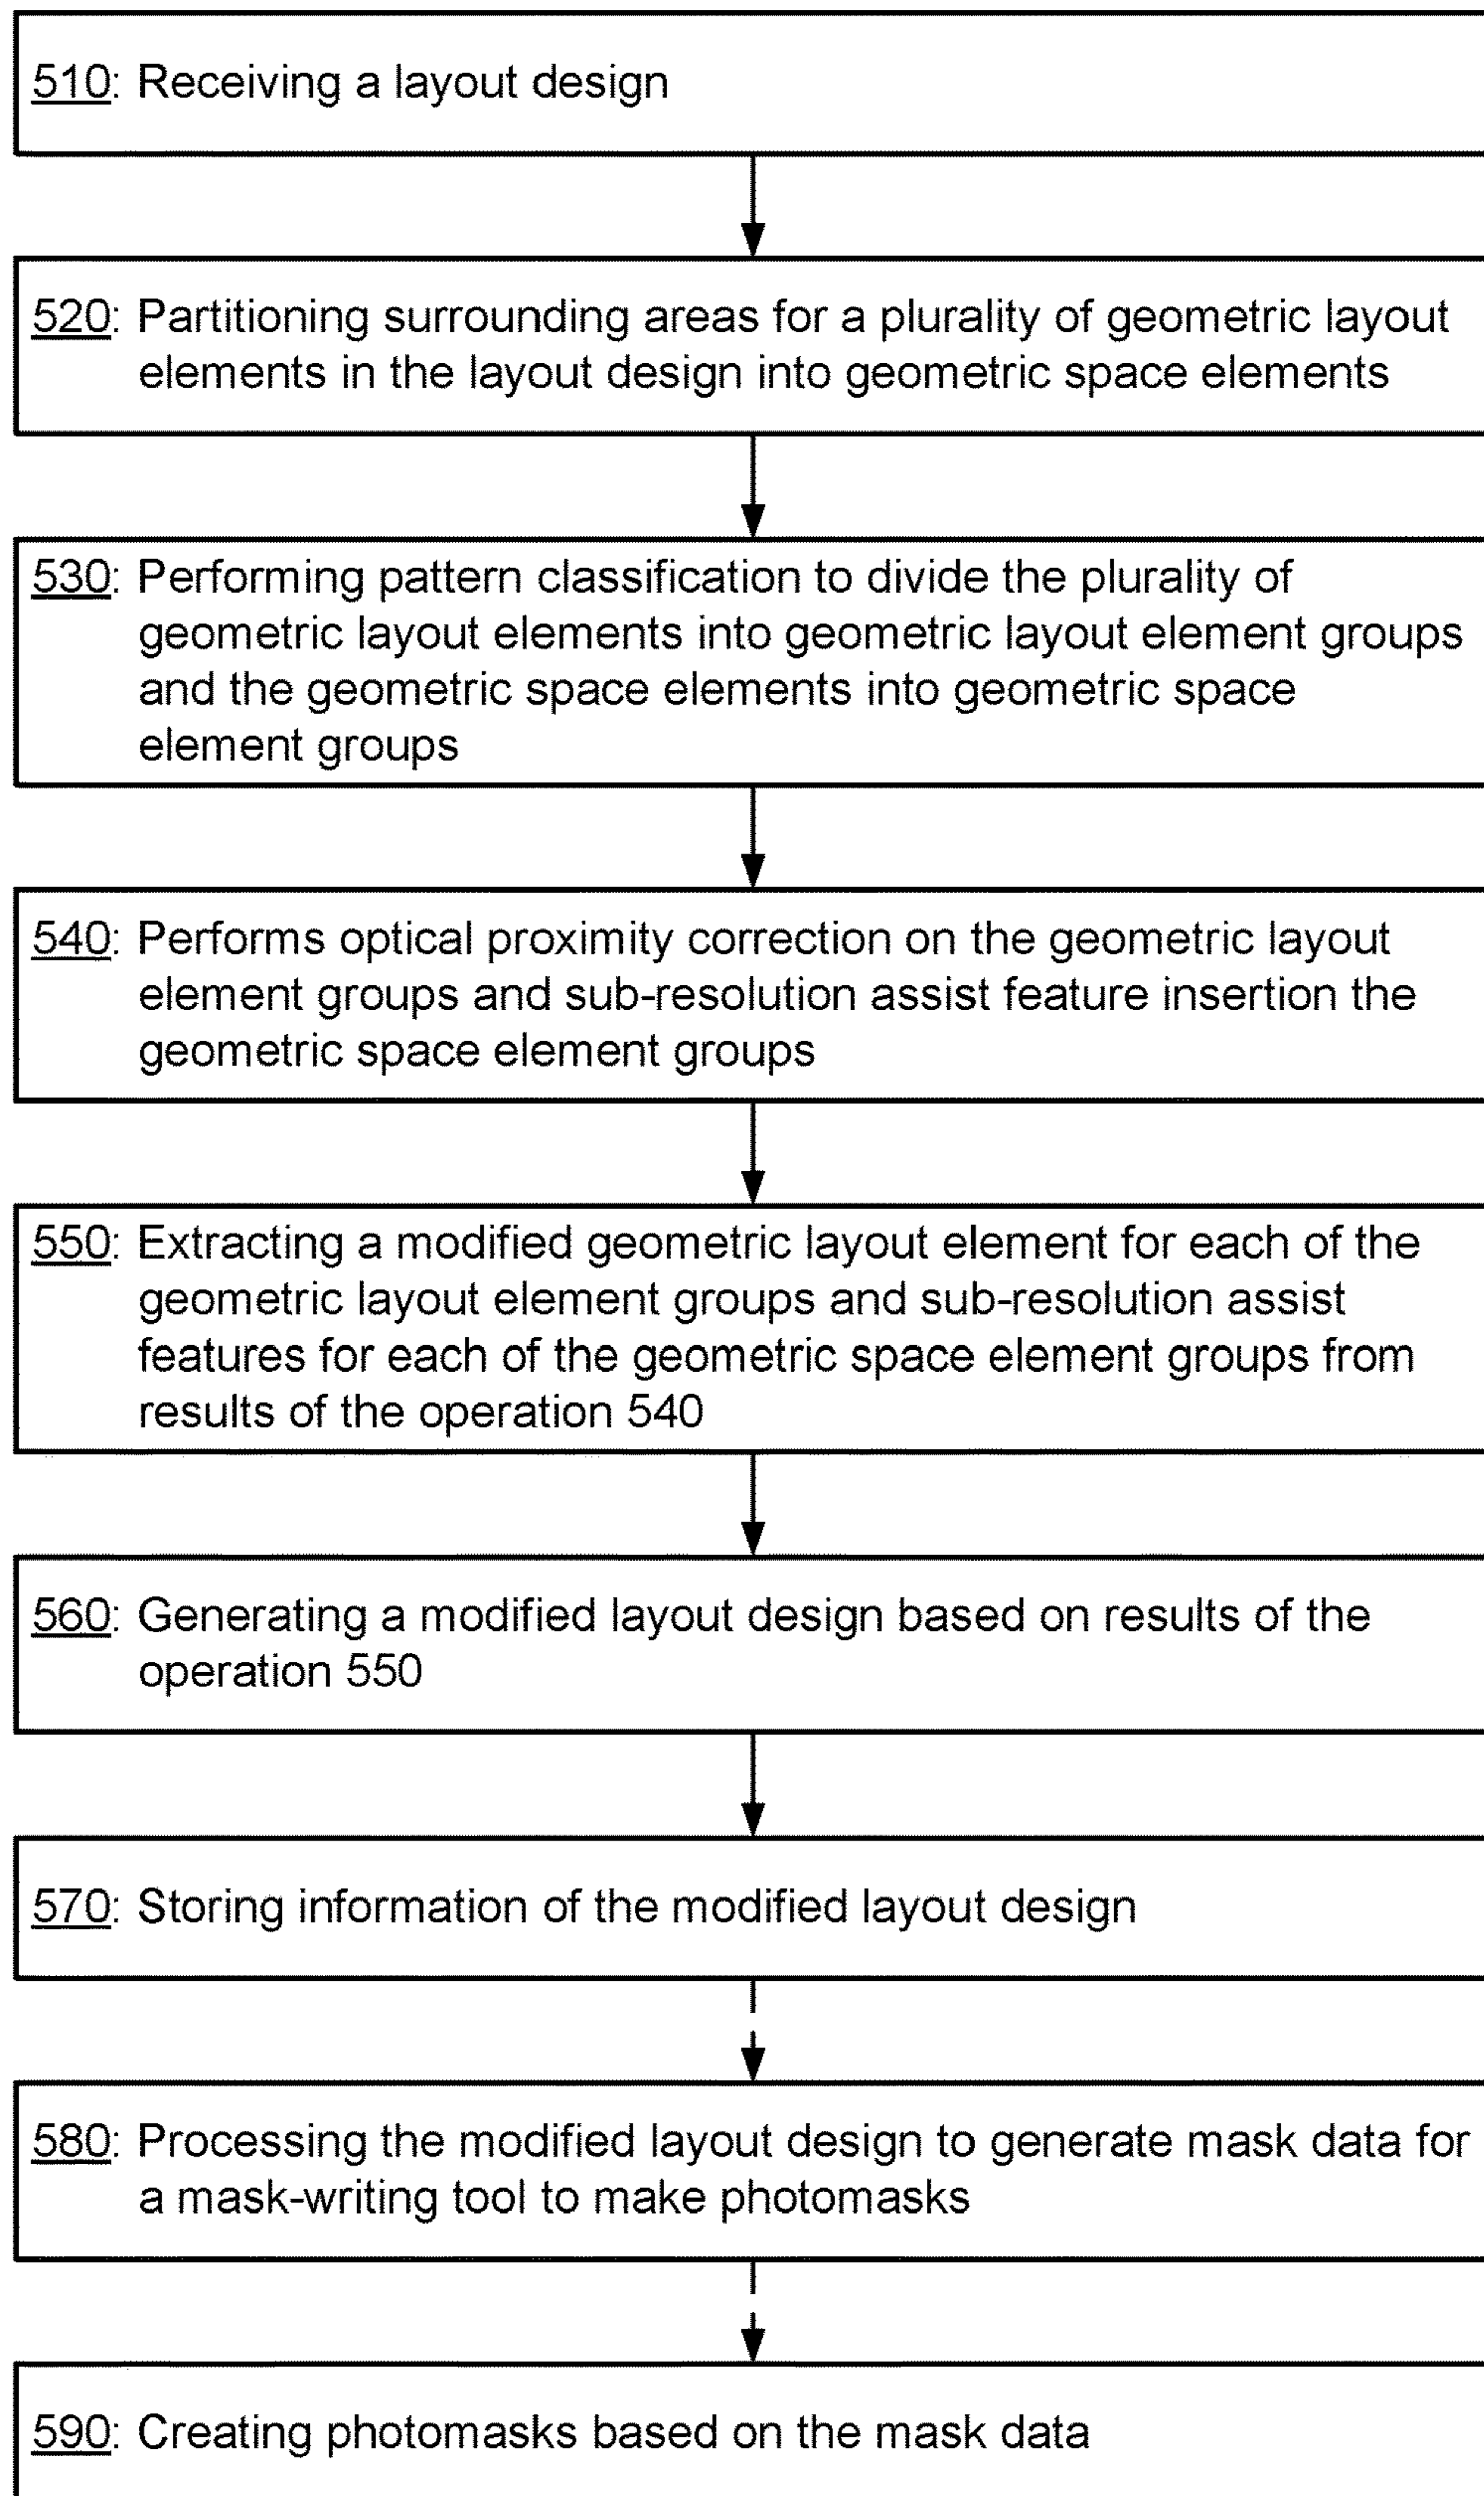 510: Receiving a layout design
520: Partitioning surrounding areas for a plurality of geometric layout
elements in the layout design into geometric space elements
530: Performing pattern classification to divide the plurality of
geometric layout elements into geometric layout element groups
and the geometric space elements into geometric space
element groups
540: Performs optical proximity correction on the geometric layout
element groups and sub-resolution assist feature insertion the
geometric space element groups
550: Extracting a modified geometric layout element for each of the
geometric layout element groups and sub-resolution assist
features for each of the geometric space element groups from
results of the operation 540
560: Generating a modified layout design based on results of the
operation 550
570: Storing information of the modified layout design
580: Processing the modified layout design to generate mask data for
a mask-writing tool to make photomasks
590: Creating photomasks based on the mask data